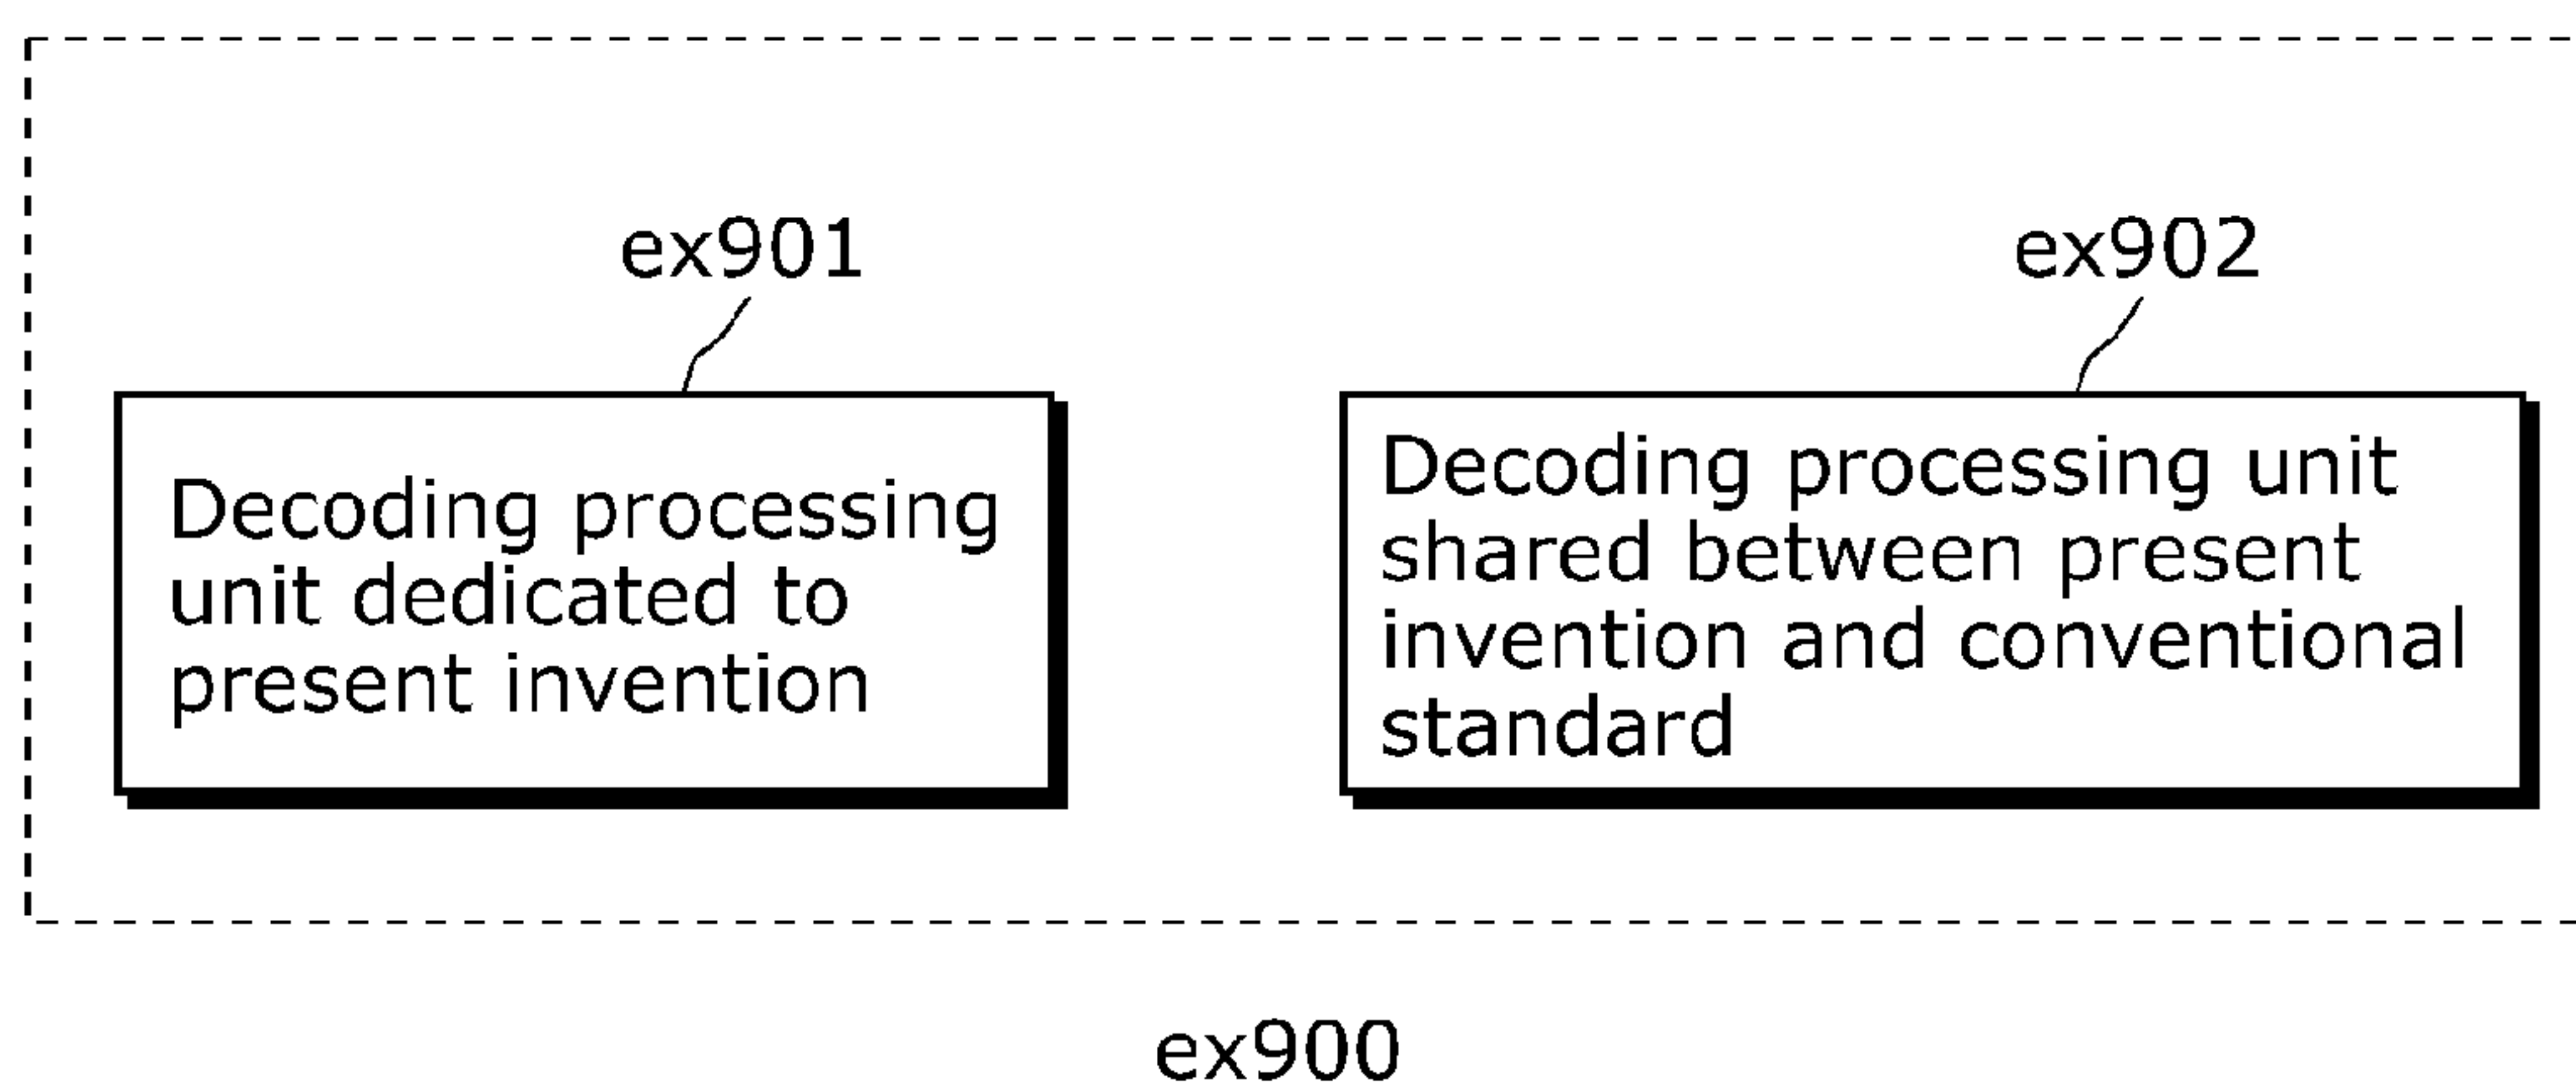 ex901
ex902
Decoding processing
unit dedicated to
present invention
Decoding processing unit
shared between present
invention and conventional
standard
ex900